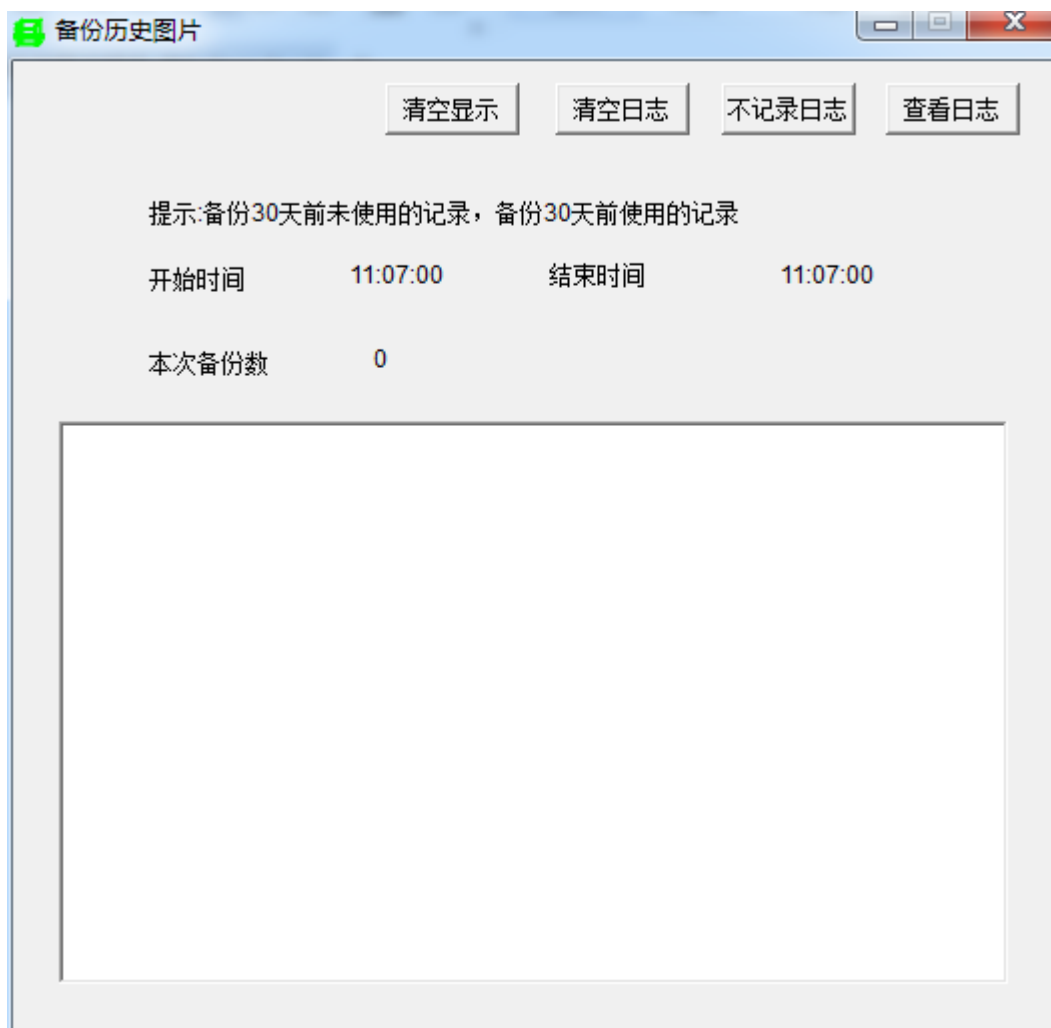 备份历史图片
清空显示 清空日志 不记录日志 查看日志
提示:备份30天前未使用的记录，备份30天前使用的记录
开始时间 11:07:00 结束时间 11:07:00
本次备份数 0